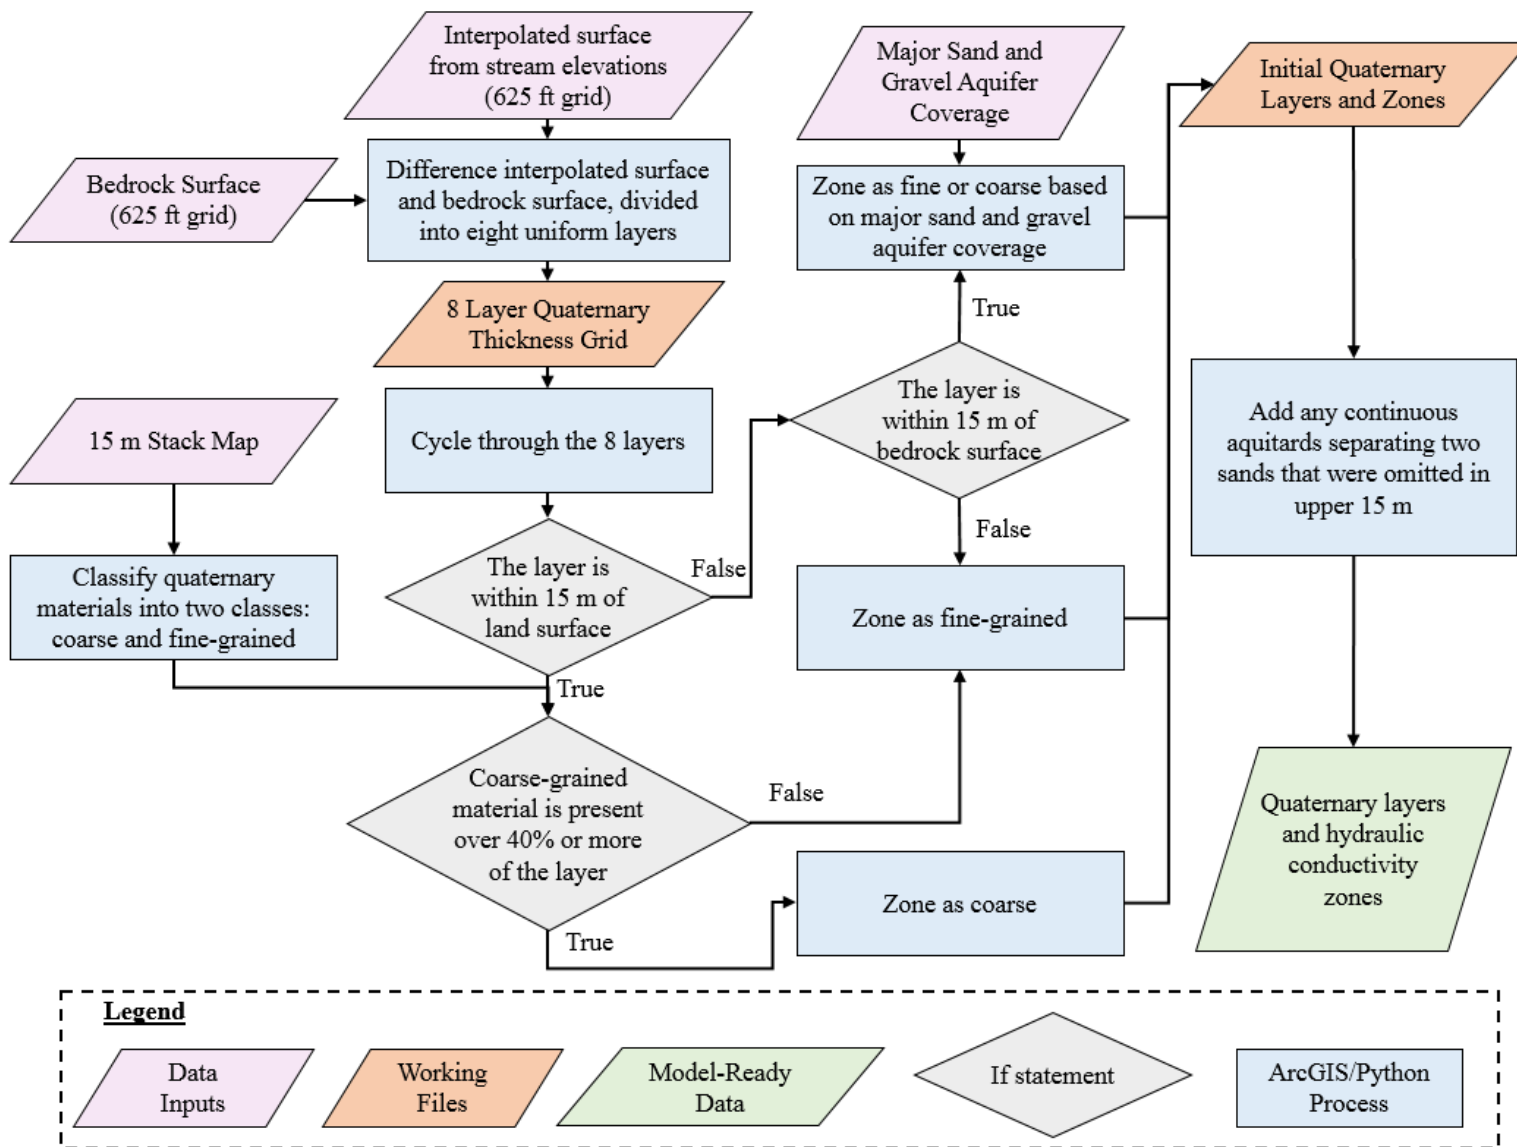 Interpolated surface
from stream elevations
(625 ft grid)
Major Sand and
Gravel Aquifer
Coverage
Initial Quaternary
Layers and Zones
Bedrock Surface
(625 ft grid)
Difference interpolated surface
and bedrock surface, divided
into eight uniform layers
Zone as fine or coarse based
on major sand and gravel
aquifer coverage
8 Layer Quaternary
Thickness Grid
True
The layer is
within 15 m of
bedrock surface
15 m Stack Map
Cycle through the 8 layers
Add any continuous
aquitards separating two
sands that were omitted in
upper 15 m
False
Classify quaternary
materials into two classes:
coarse and fine-grained
The layer is
within 15 m of
land surface
False
Zone as fine-grained
True
Coarse-grained
material is present
over 40% or more
of the layer
False
Quaternary layers
and hydraulic
conductivity
zones
Zone as coarse
True
Legend
Data
Inputs
Working
Files
Model-Ready
Data
If statement
ArcGIS/Python
Process